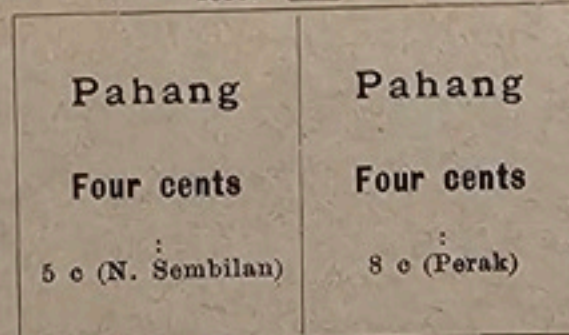 Pahang
Four cents
:
5 c (N. Sembilan)
Pahang
Four cents
:
8 c (Perak)